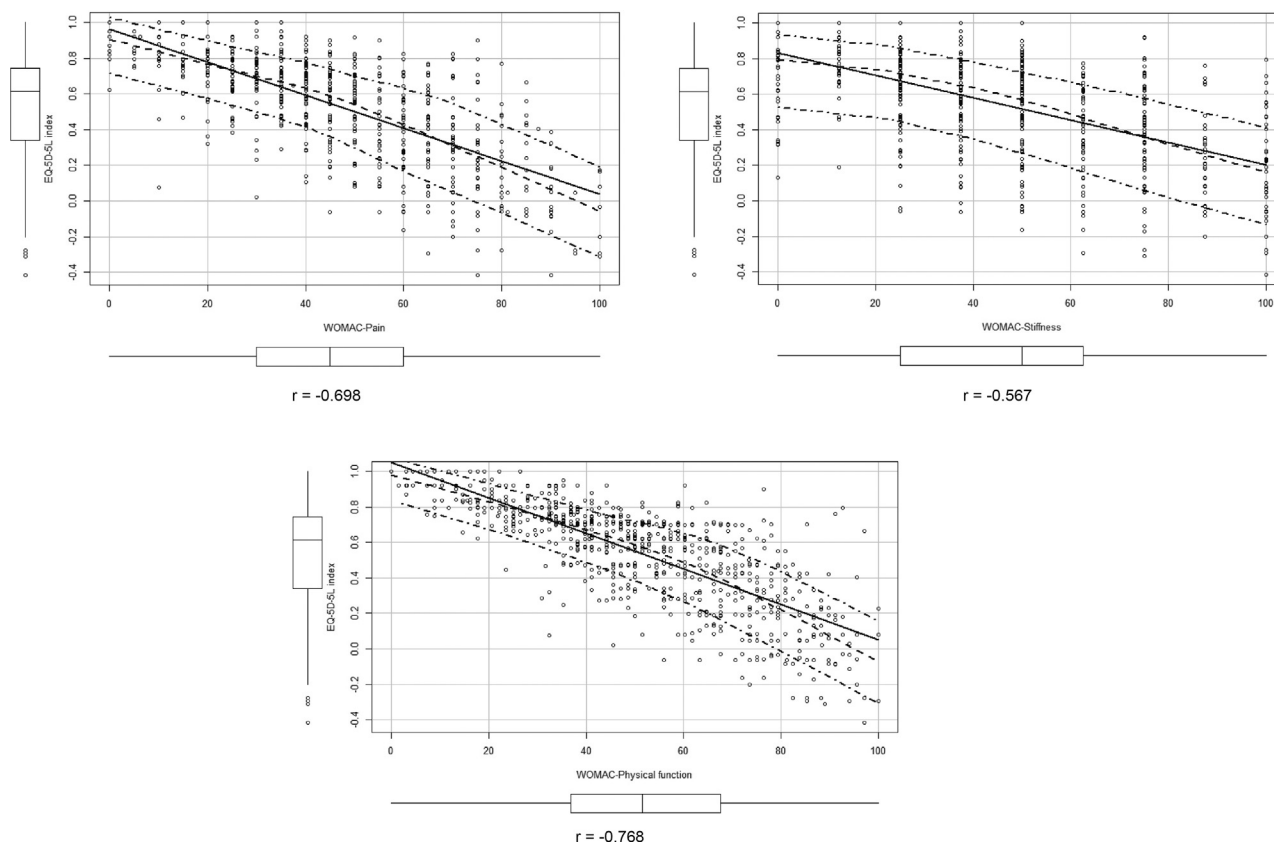 EQ-5D-5L index
1.0
0.8
0.6
0.4
0.2
0.0
-0.2
-0.4
0 20 40 60 80 100
WOMAC-Pain
r = -0.698
EQ-5D-5L index
1.0
0.8
0.6
0.4
0.2
0.0
-0.2
-0.4
0 20 40 60 80 100
WOMAC-Stiffness
r = -0.567
EQ-5D-5L index
1.0
0.8
0.6
0.4
0.2
0.0
-0.2
-0.4
0 20 40 60 80 100
WOMAC-Physical function
r = -0.768